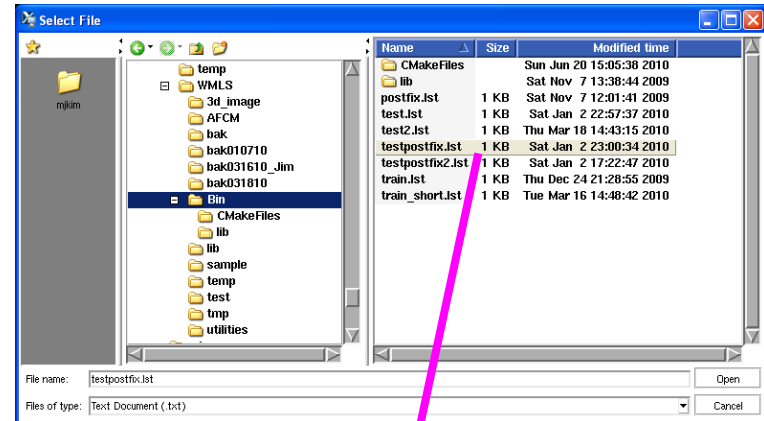 Select File
mjkim
temp
WMLS
3d_image
AFCM
bak
bak010710
bak031610_Jim
bak031810
Bin
CMakeFiles
lib
lib
sample
temp
test
tmp
utilities
Name Size Modified time
CMakeFiles Sun Jun 20 15:05:38 2010
lib Sat Nov 7 13:38:44 2009
postfix.lst 1 KB Sat Nov 7 12:01:41 2009
test.lst 1 KB Sat Jan 2 22:57:37 2010
test2.lst 1 KB Thu Mar 18 14:43:15 2010
testpostfix.lst 1 KB Sat Jan 2 23:00:34 2010
testpostfix2.lst 1 KB Sat Jan 2 17:22:47 2010
train.lst 1 KB Thu Dec 24 21:28:55 2009
train_short.lst 1 KB Tue Mar 16 14:48:42 2010
File name: testpostfix.lst Open
Files of type: Text Document (.txt) Cancel